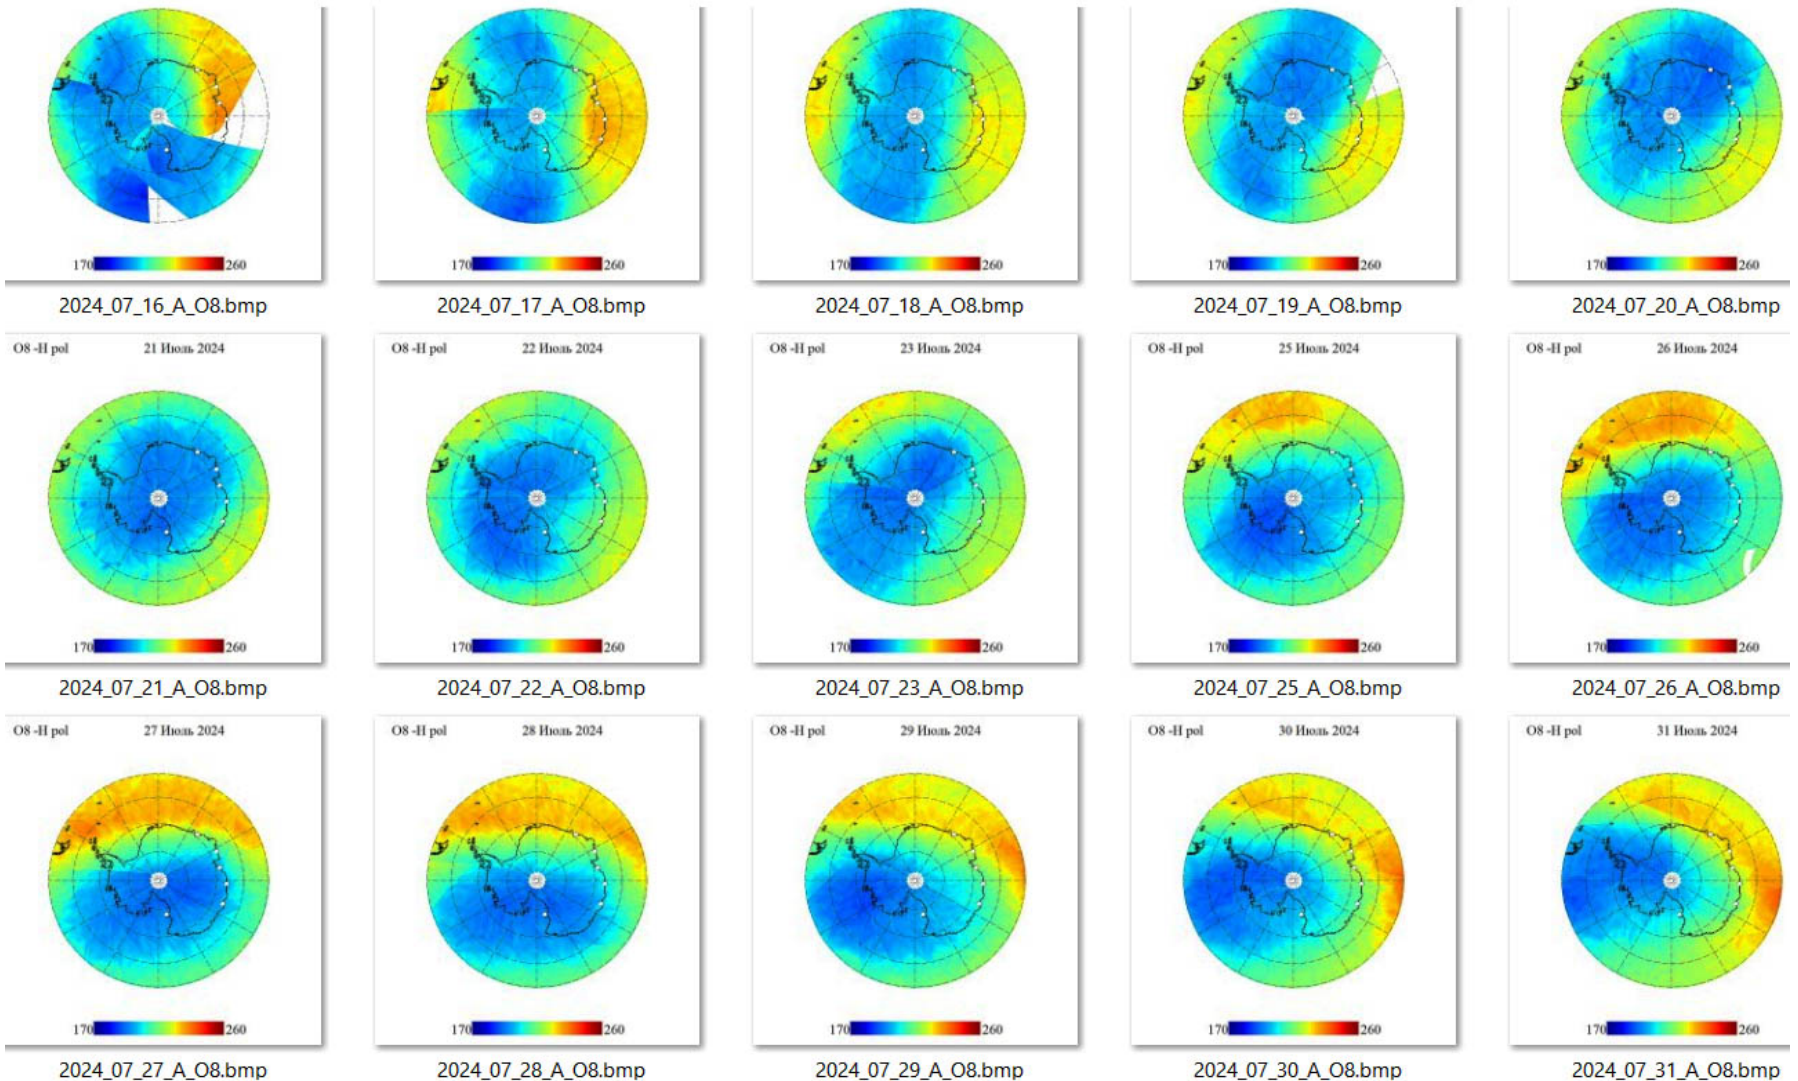 170 260 170 260 170 260 170 260 170 260
2024_07_16_A_O8.bmp 2024_07_17_A_O8.bmp 2024_07_18_A_O8.bmp 2024_07_19_A_O8.bmp 2024_07_20_A_O8.bmp
O8 -H pol 21 Июль 2024 O8 -H pol 22 Июль 2024 O8 -H pol 23 Июль 2024 O8 -H pol 25 Июль 2024 O8 -H pol 26 Июль 2024
170 260 170 260 170 260 170 260 170 260
2024_07_21_A_O8.bmp 2024_07_22_A_O8.bmp 2024_07_23_A_O8.bmp 2024_07_25_A_O8.bmp 2024_07_26_A_O8.bmp
O8 -H pol 27 Июль 2024 O8 -H pol 28 Июль 2024 O8 -H pol 29 Июль 2024 O8 -H pol 30 Июль 2024 O8 -H pol 31 Июль 2024
170 260 170 260 170 260 170 260 170 260
2024_07_27_A_O8.bmp 2024_07_28_A_O8.bmp 2024_07_29_A_O8.bmp 2024_07_30_A_O8.bmp 2024_07_31_A_O8.bmp